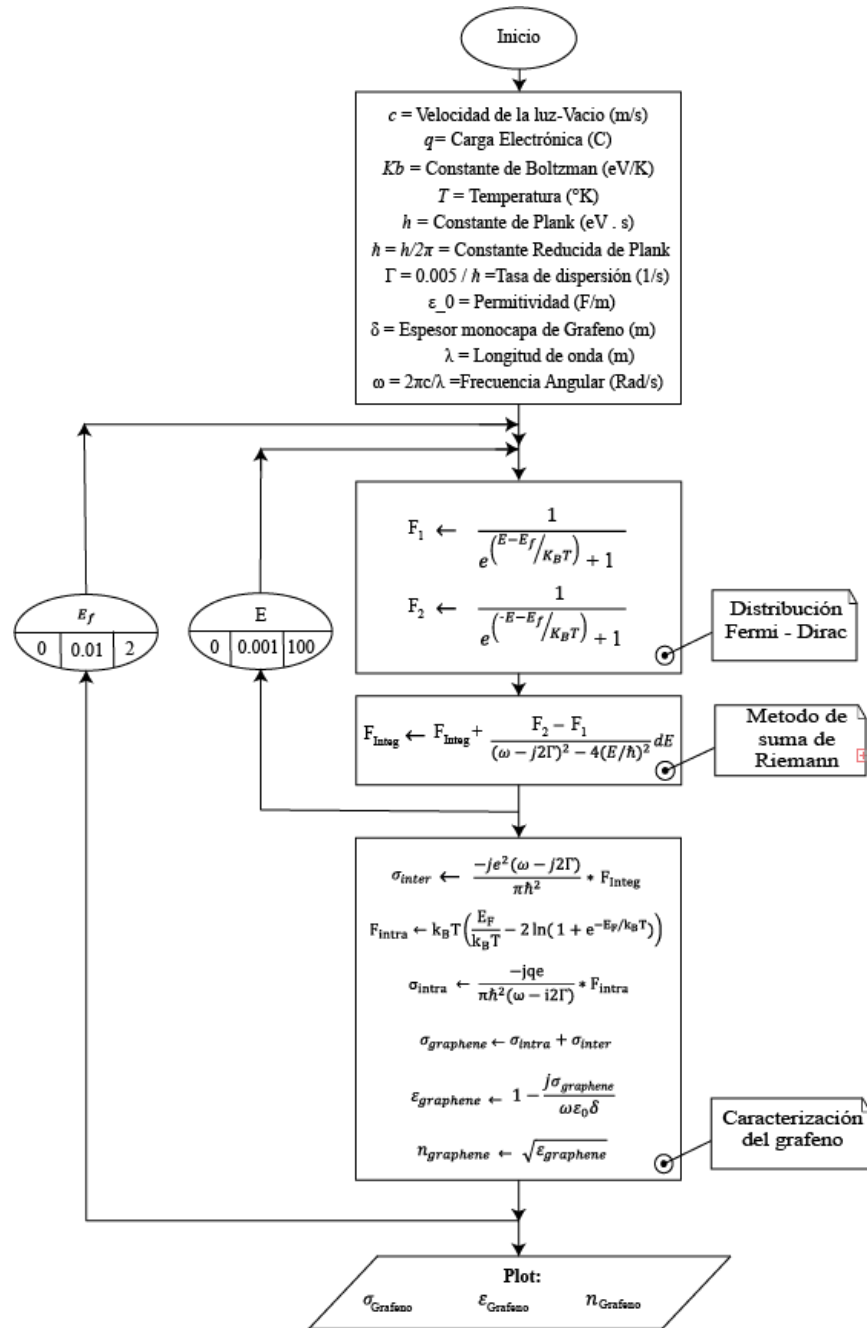 Inicio
c = Velocidad de la luz-Vacio (m/s)
q= Carga Electrónica (C)
Kb = Constante de Boltzman (eV/K)
T = Temperatura (°K)
h = Constante de Plank (eV . s)
ħ = h/2π = Constante Reducida de Plank
Γ = 0.005 / ħ =Tasa de dispersión (1/s)
ε_0 = Permitividad (F/m)
δ = Espesor monocapa de Grafeno (m)
λ = Longitud de onda (m)
ω = 2πc/λ =Frecuencia Angular (Rad/s)
F₁ ← 1 / (e^(E−E_f/K_BT) + 1)
F₂ ← 1 / (e^(-E−E_f/K_BT) + 1)
Distribución
Fermi - Dirac
E_f
0 0.01 2
E
0 0.001 100
F_Integ ← F_Integ + (F₂ − F₁) / ((ω − j2Γ)² − 4(E/ħ)²) dE
Metodo de
suma de
Riemann
σ_inter ← −je²(ω − j2Γ) / πħ² * F_Integ
F_intra ← k_BT(E_F/k_BT − 2 ln( 1 + e^−E_F/k_BT))
σ_intra ← −jqe / πħ²(ω − i2Γ) * F_intra
σ_graphene ← σ_intra + σ_inter
ε_graphene ← 1 − jσ_graphene / ωε₀δ
n_graphene ← √ε_graphene
Caracterización
del grafeno
Plot:
σ_Grafeno ε_Grafeno n_Grafeno